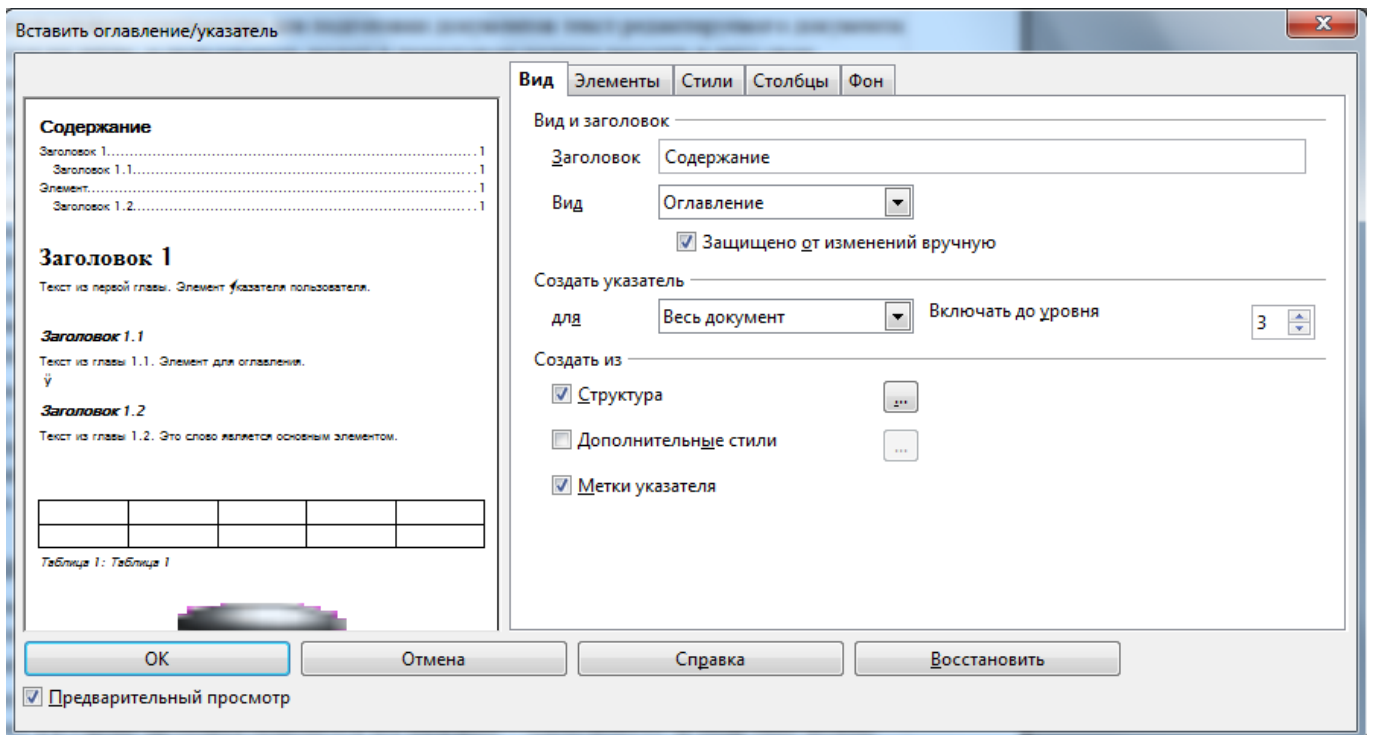 Вставить оглавление/указатель
Содержание
Заголовок 1 1
Заголовок 1.1 1
Элемент 1
Заголовок 1.2 1
Заголовок 1
Текст из первой главы. Элемент указателя пользователя.
Заголовок 1.1
Текст из главы 1.1. Элемент для оглавления.
ÿ
Заголовок 1.2
Текст из главы 1.2. Это слово является основным элементом.
Таблица 1: Таблица 1
Вид Элементы Стили Столбцы Фон
Вид и заголовок
Заголовок Содержание
Вид Оглавление
Защищено от изменений вручную
Создать указатель
для Весь документ Включать до уровня 3
Создать из
Структура ...
Дополнительные стили ...
Метки указателя
OK Отмена Справка Восстановить
Предварительный просмотр